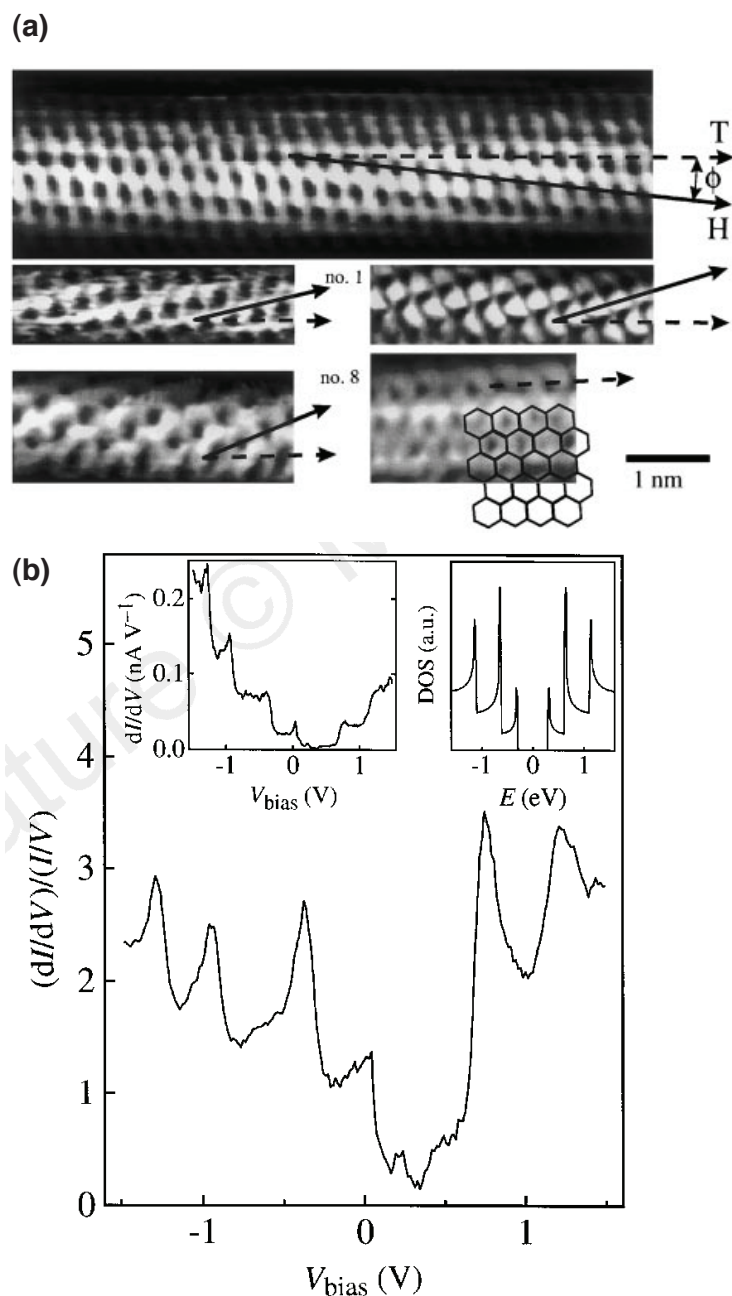 (a)
T
ϕ
H
no. 1
no. 8
1 nm
(b)
5
4
3
2
1
0
(dI/dV)/(I/V)
-1 0 1
V_bias (V)
0.2
0.1
0.0
dI/dV (nA V⁻¹)
-1 0 1
V_bias (V)
DOS (a.u.)
-1 0 1
E (eV)
ature ©